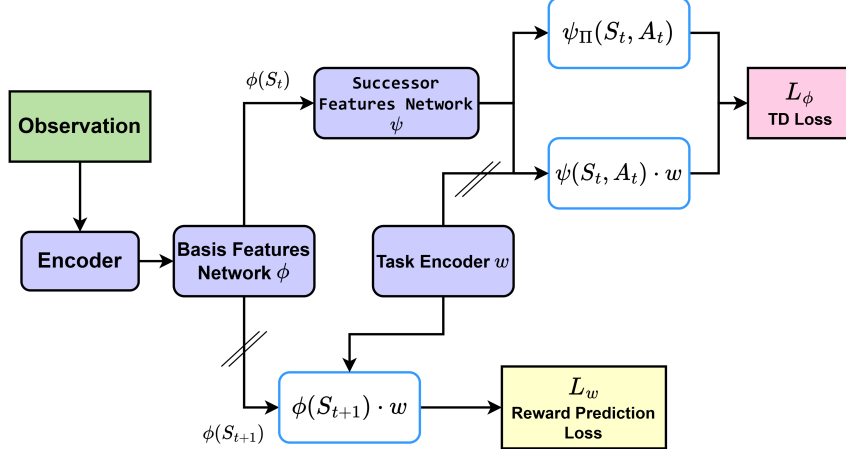 Observation
Encoder
Basis Features
Network ϕ
ϕ(S_t)
Successor
Features Network
ψ
ψ_Π(S_t, A_t)
ψ(S_t, A_t) · w
L_ϕ
TD Loss
Task Encoder w
ϕ(S_{t+1})
ϕ(S_{t+1}) · w
L_w
Reward Prediction
Loss